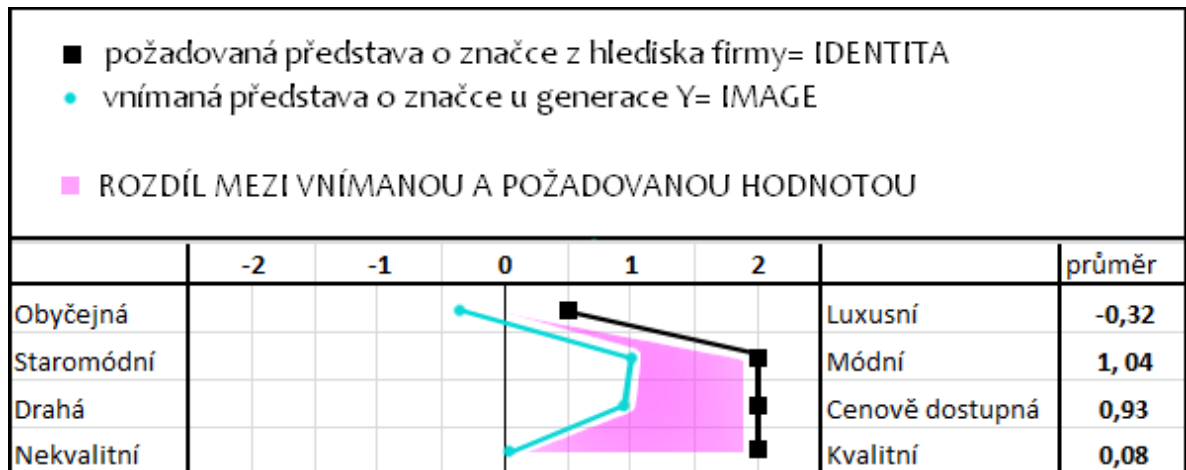 požadovaná představa o značce z hlediska firmy= IDENTITA
vnímaná představa o značce u generace Y= IMAGE
ROZDÍL MEZI VNÍMANOU A POŽADOVANOU HODNOTOU
-2 -1 0 1 2 průměr
Obyčejná Luxusní -0,32
Staromódní Módní 1, 04
Drahá Cenově dostupná 0,93
Nekvalitní Kvalitní 0,08